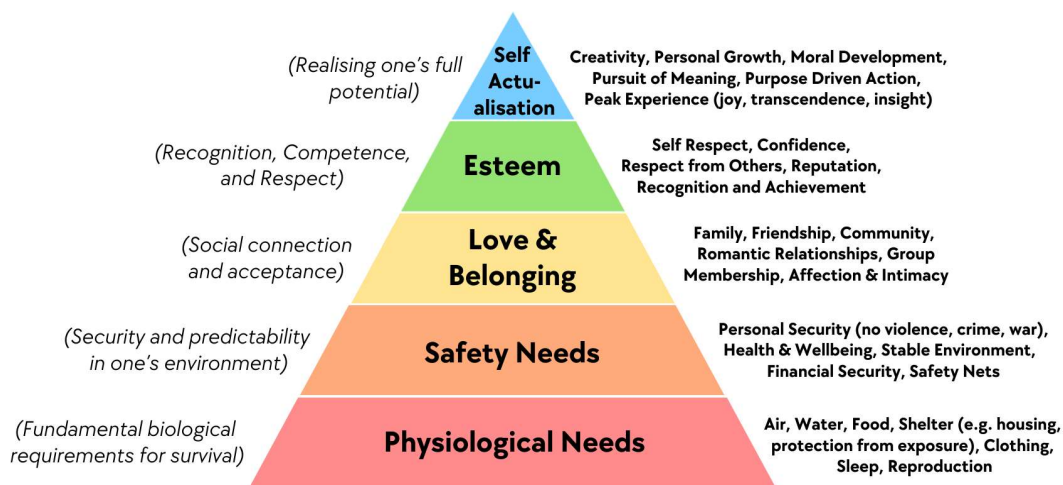 (Realising one's full
potential)
Self
Actu-
alisation
Creativity, Personal Growth, Moral Development,
Pursuit of Meaning, Purpose Driven Action,
Peak Experience (joy, transcendence, insight)
(Recognition, Competence,
and Respect)
Esteem
Self Respect, Confidence,
Respect from Others, Reputation,
Recognition and Achievement
(Social connection
and acceptance)
Love &
Belonging
Family, Friendship, Community,
Romantic Relationships, Group
Membership, Affection & Intimacy
(Security and predictability
in one's environment)
Safety Needs
Personal Security (no violence, crime, war),
Health & Wellbeing, Stable Environment,
Financial Security, Safety Nets
(Fundamental biological
requirements for survival)
Physiological Needs
Air, Water, Food, Shelter (e.g. housing,
protection from exposure), Clothing,
Sleep, Reproduction